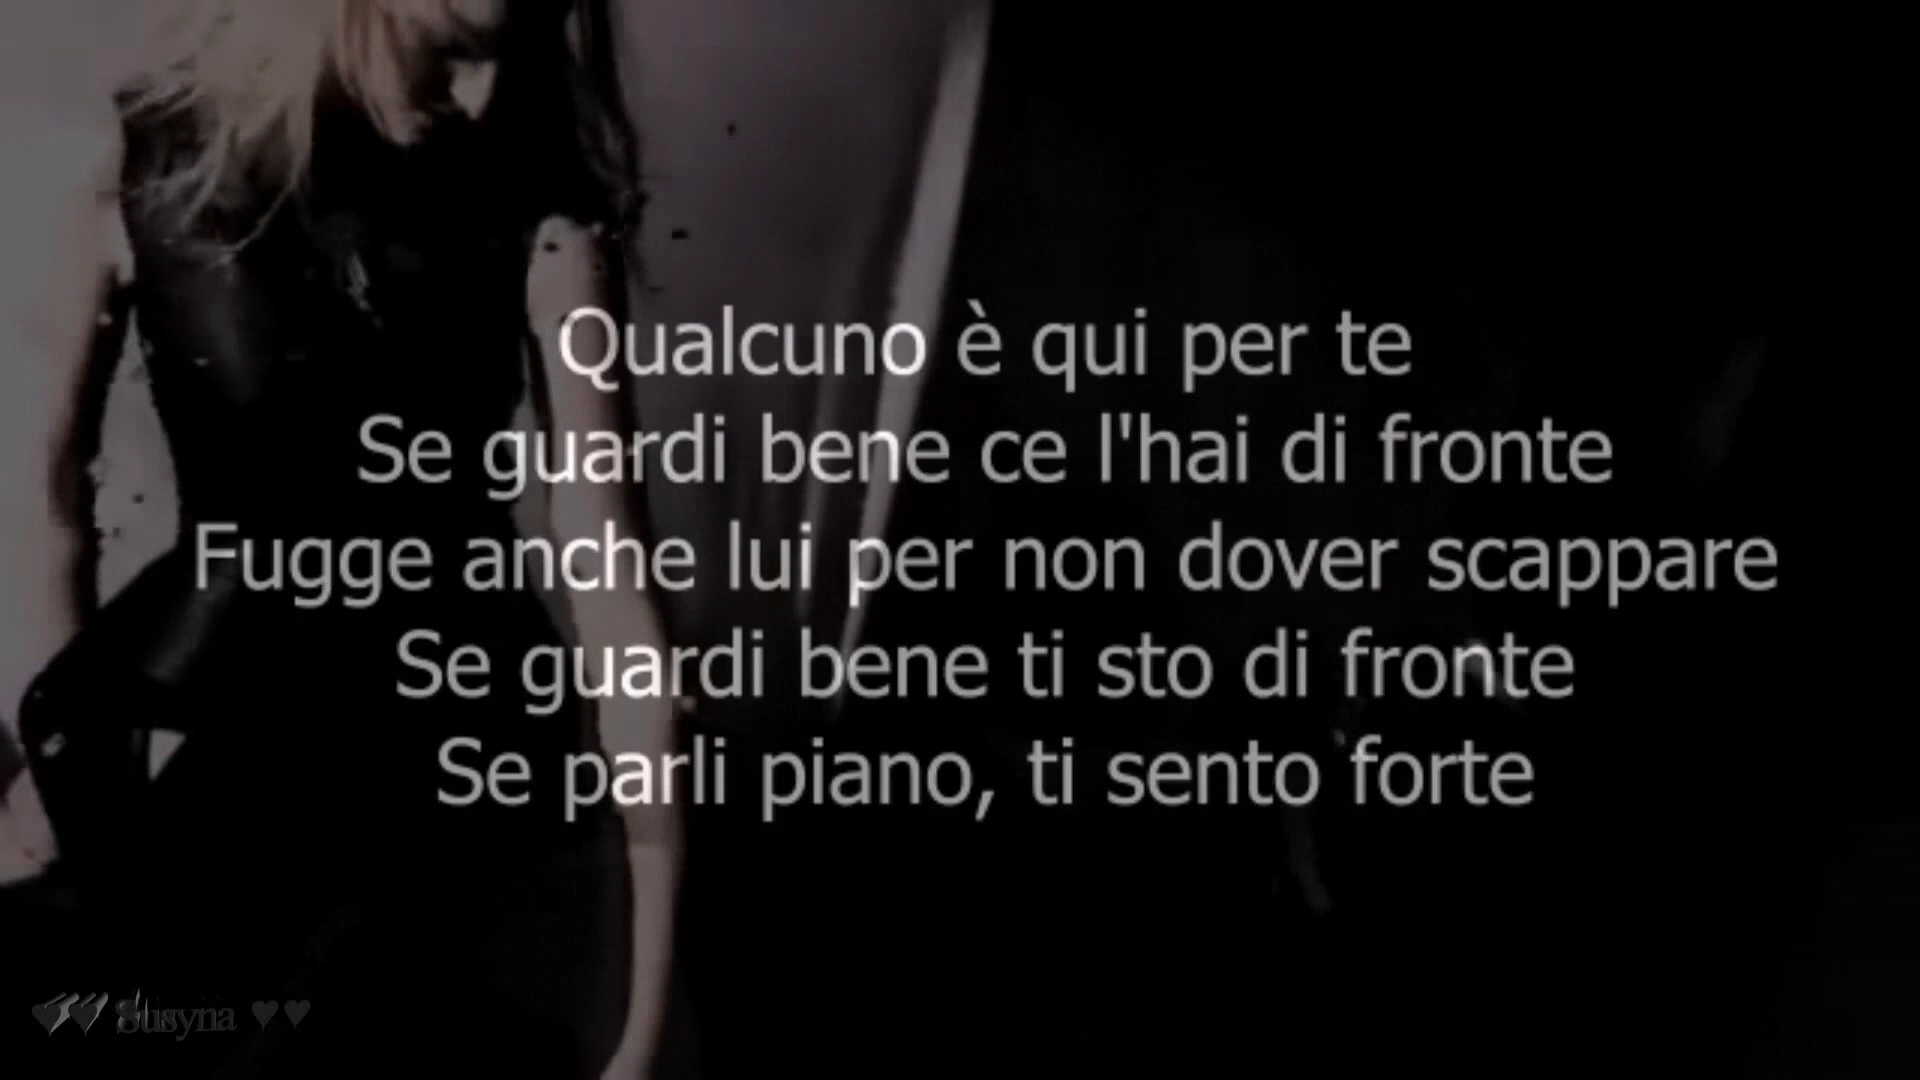 Qualcuno è qui per te
Se guardi bene ce l'hai di fronte
Fugge anche lui per non dover scappare
Se guardi bene ti sto di fronte
Se parli piano, ti sento forte
♥♥ Susyna ♥♥